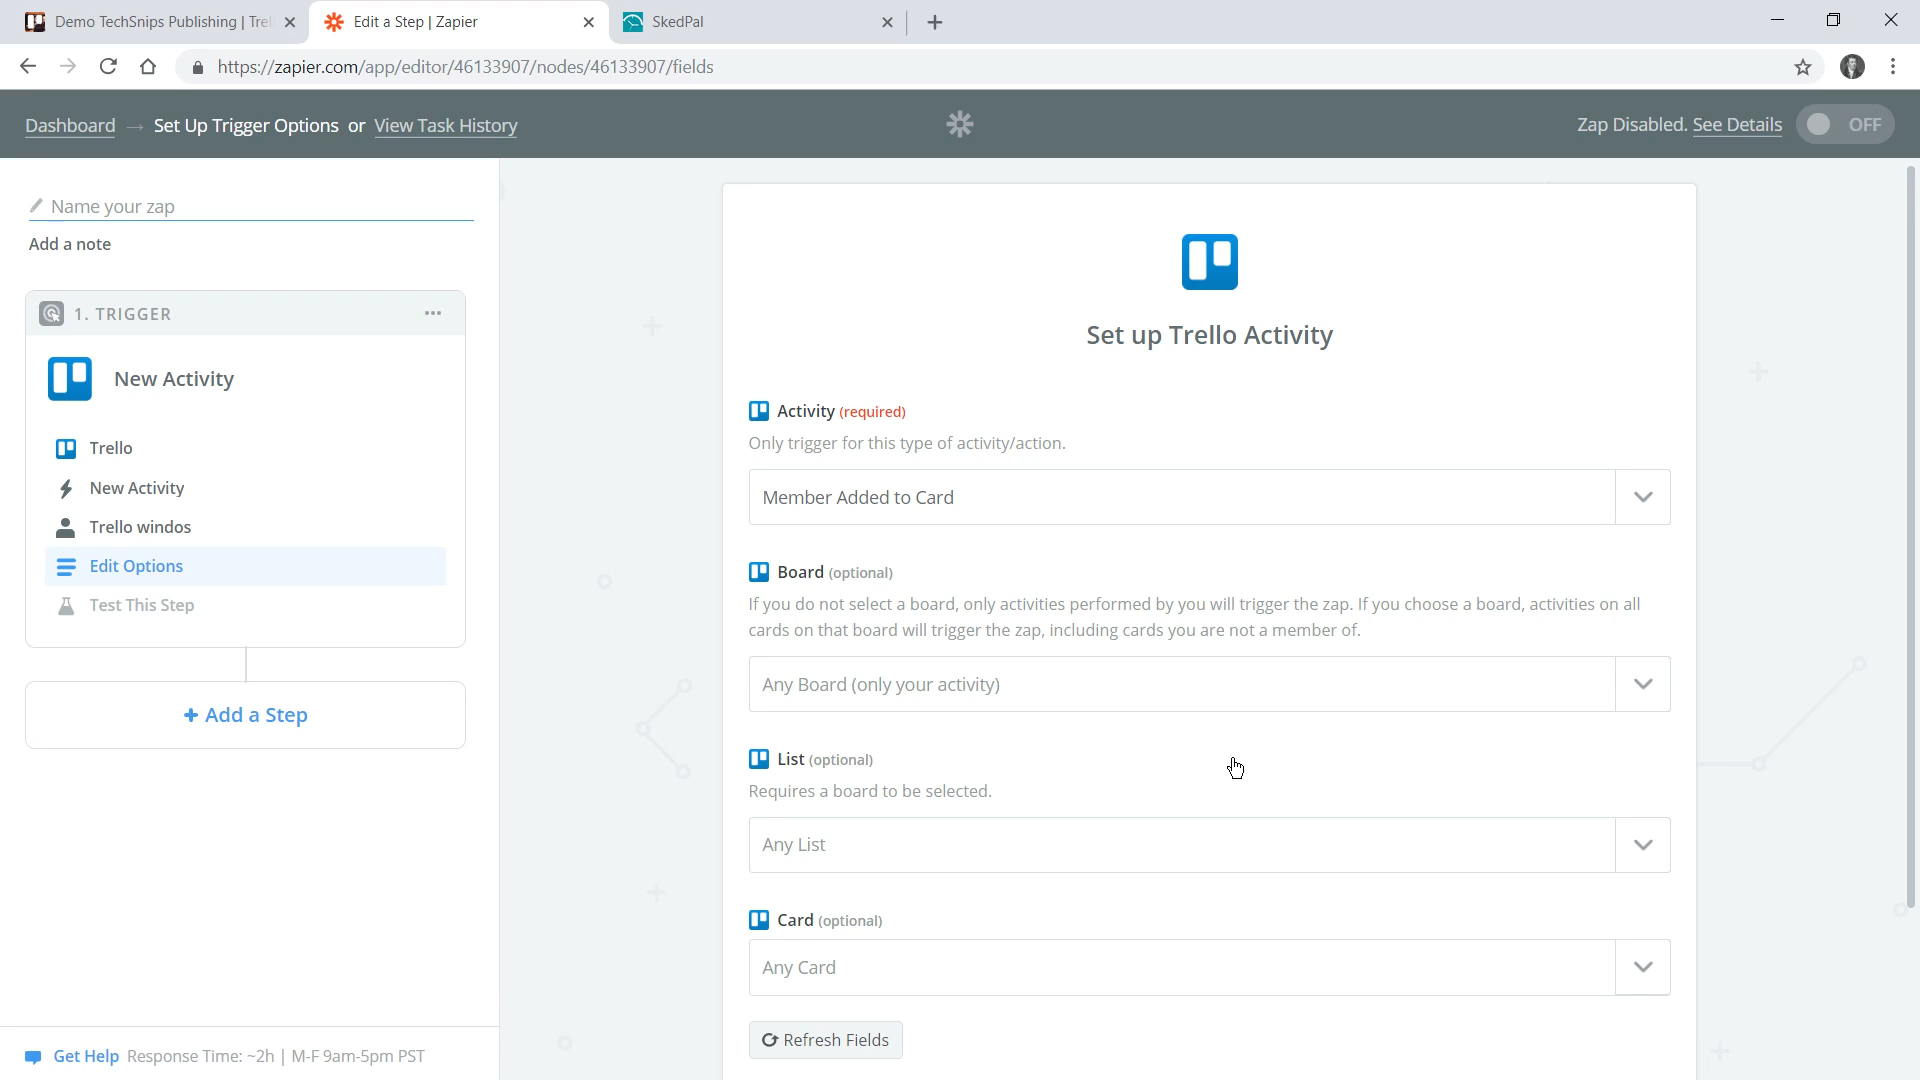 Demo TechSnips Publishing | Trel
Edit a Step | Zapier
SkedPal
https://zapier.com/app/editor/46133907/nodes/46133907/fields
Dashboard → Set Up Trigger Options or View Task History
Zap Disabled. See Details
OFF
Name your zap
Add a note
1. TRIGGER
New Activity
Trello
New Activity
Trello windos
Edit Options
Test This Step
+ Add a Step
Get Help Response Time: ~2h | M-F 9am-5pm PST
Set up Trello Activity
Activity (required)
Only trigger for this type of activity/action.
Member Added to Card
Board (optional)
If you do not select a board, only activities performed by you will trigger the zap. If you choose a board, activities on all
cards on that board will trigger the zap, including cards you are not a member of.
Any Board (only your activity)
List (optional)
Requires a board to be selected.
Any List
Card (optional)
Any Card
Refresh Fields